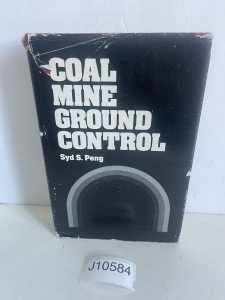 COAL
MINE
GROUND
CONTROL
Syd S. Peng
J10584